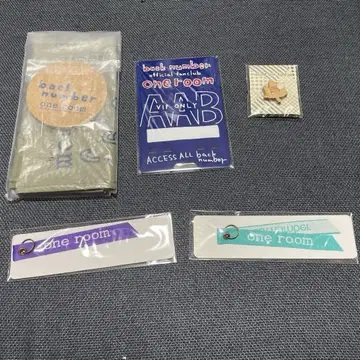 back
number
one room
back number
official fanclub
one room
AAB
VIP ONLY
ACCESS ALL back
number
one room
number
one room